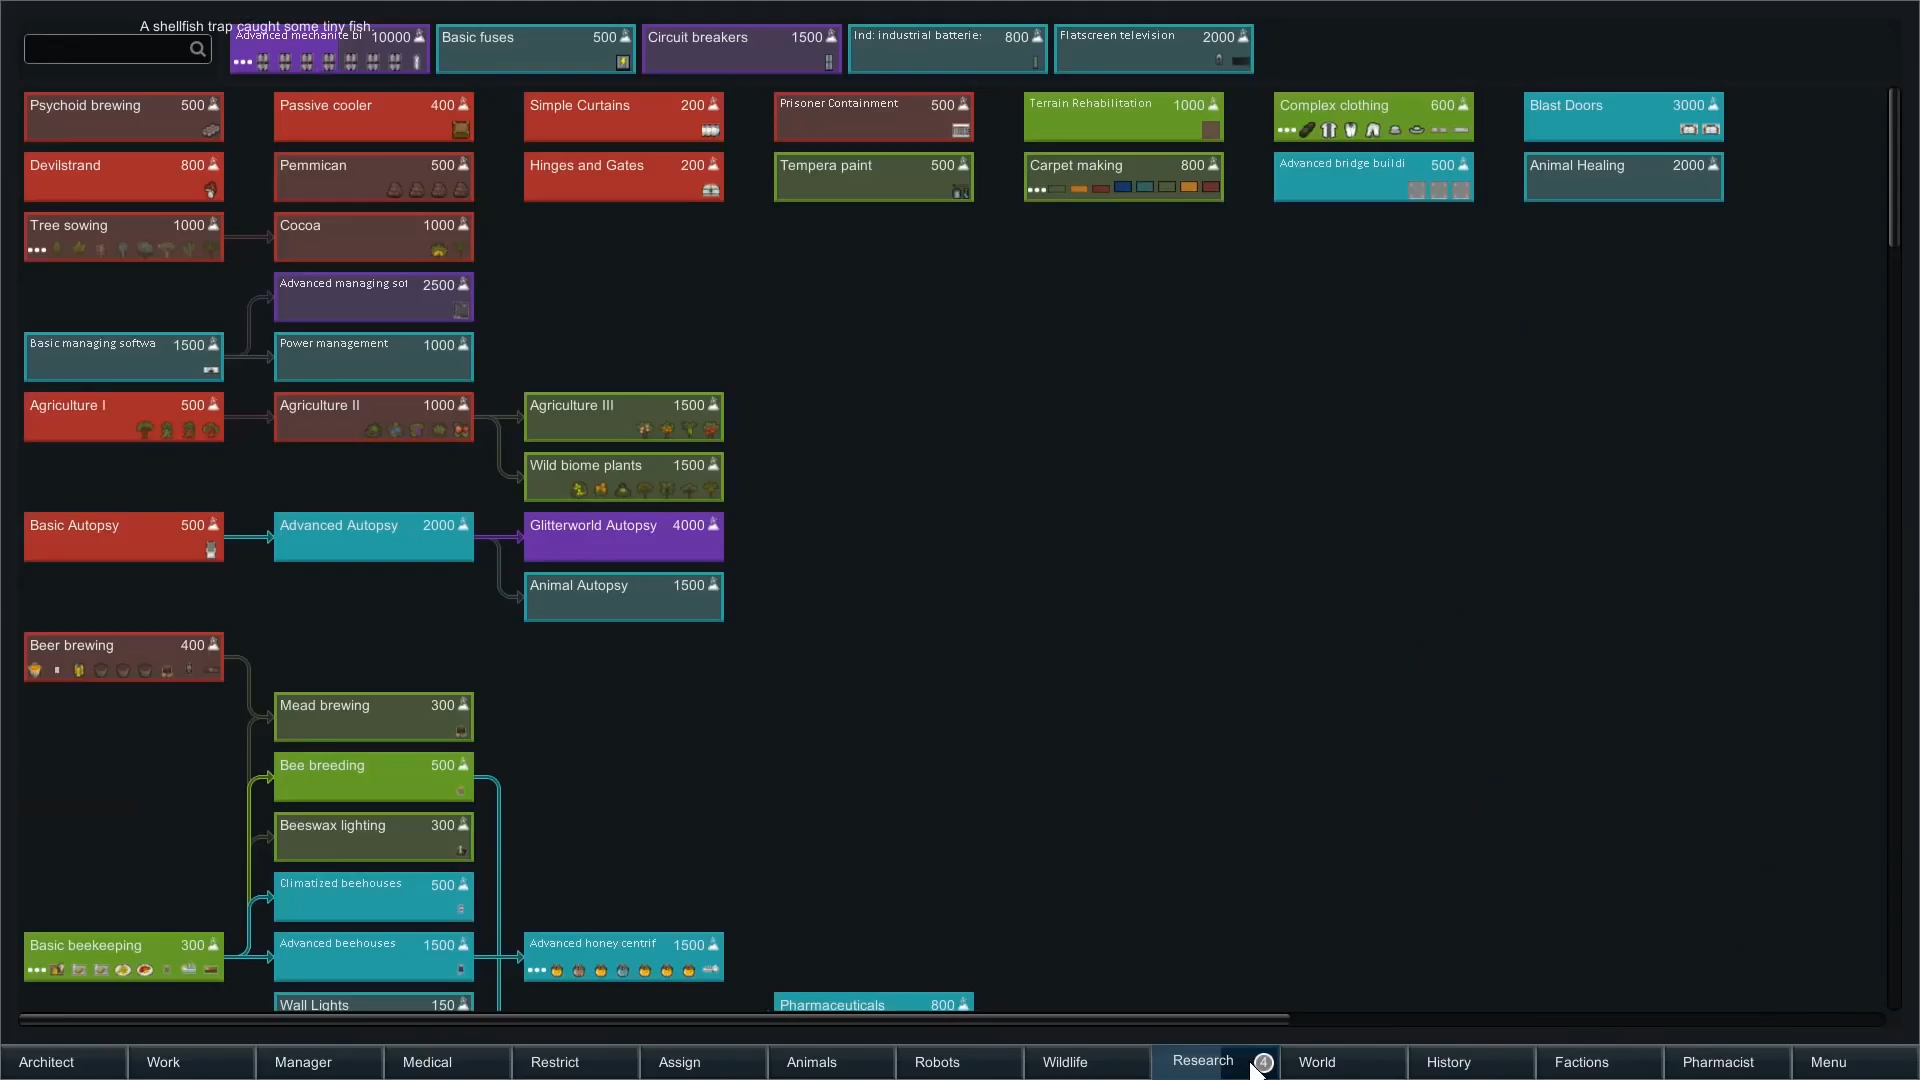 A shellfish trap caught some tiny fish.
Advanced mechanite bi 10000
Basic fuses 500
Circuit breakers 1500
Ind: industrial batterie: 800
Flatscreen television 2000
Psychoid brewing 500
Passive cooler 400
Simple Curtains 200
Prisoner Containment 500
Terrain Rehabilitation 1000
Complex clothing 600
Blast Doors 3000
Devilstrand 800
Pemmican 500
Hinges and Gates 200
Tempera paint 500
Carpet making 800
Advanced bridge buildi 500
Animal Healing 2000
Tree sowing 1000
Cocoa 1000
Advanced managing sof 2500
Basic managing softwa 1500
Power management 1000
Agriculture I 500
Agriculture II 1000
Agriculture III 1500
Wild biome plants 1500
Basic Autopsy 500
Advanced Autopsy 2000
Glitterworld Autopsy 4000
Animal Autopsy 1500
Beer brewing 400
Mead brewing 300
Bee breeding 500
Beeswax lighting 300
Climatized beehouses 500
Basic beekeeping 300
Advanced beehouses 1500
Advanced honey centrif 1500
Wall Lights 150
Pharmaceuticals 800
Architect
Work
Manager
Medical
Restrict
Assign
Animals
Robots
Wildlife
Research 4
World
History
Factions
Pharmacist
Menu